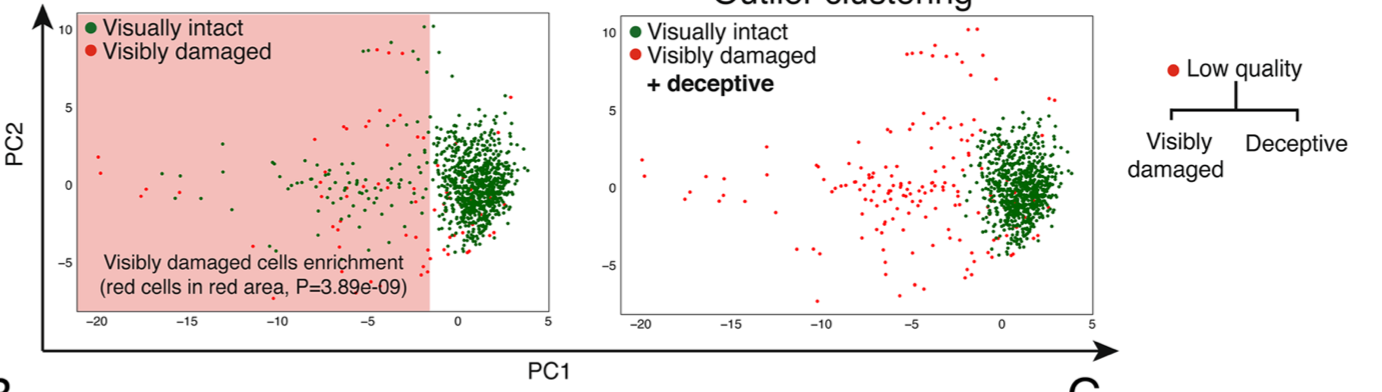 Outlier clustering
Visually intact
Visibly damaged
Visibly damaged cells enrichment
(red cells in red area, P=3.89e-09)
10
5
0
−5
−20
−15
−10
−5
0
5
PC2
Visually intact
Visibly damaged
+ deceptive
10
5
0
−5
−20
−15
−10
−5
0
5
PC1
Low quality
Visibly
damaged
Deceptive